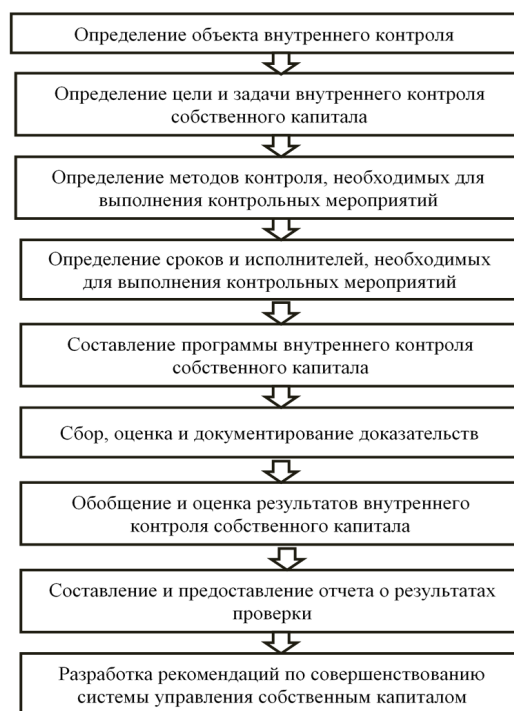 Определение объекта внутреннего контроля
Определение цели и задачи внутреннего контроля
собственного капитала
Определение методов контроля, необходимых для
выполнения контрольных мероприятий
Определение сроков и исполнителей, необходимых
для выполнения контрольных мероприятий
Составление программы внутреннего контроля
собственного капитала
Сбор, оценка и документирование доказательств
Обобщение и оценка результатов внутреннего
контроля собственного капитала
Составление и предоставление отчета о результатах
проверки
Разработка рекомендаций по совершенствованию
системы управления собственным капиталом